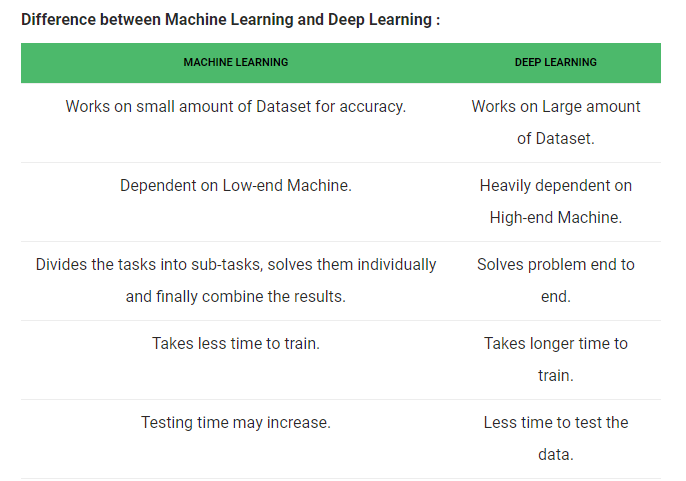 Difference between Machine Learning and Deep Learning :
MACHINE LEARNING DEEP LEARNING
Works on small amount of Dataset for accuracy.
Works on Large amount
of Dataset.
Dependent on Low-end Machine.
Heavily dependent on
High-end Machine.
Divides the tasks into sub-tasks, solves them individually
and finally combine the results.
Solves problem end to
end.
Takes less time to train.
Takes longer time to
train.
Testing time may increase.
Less time to test the
data.